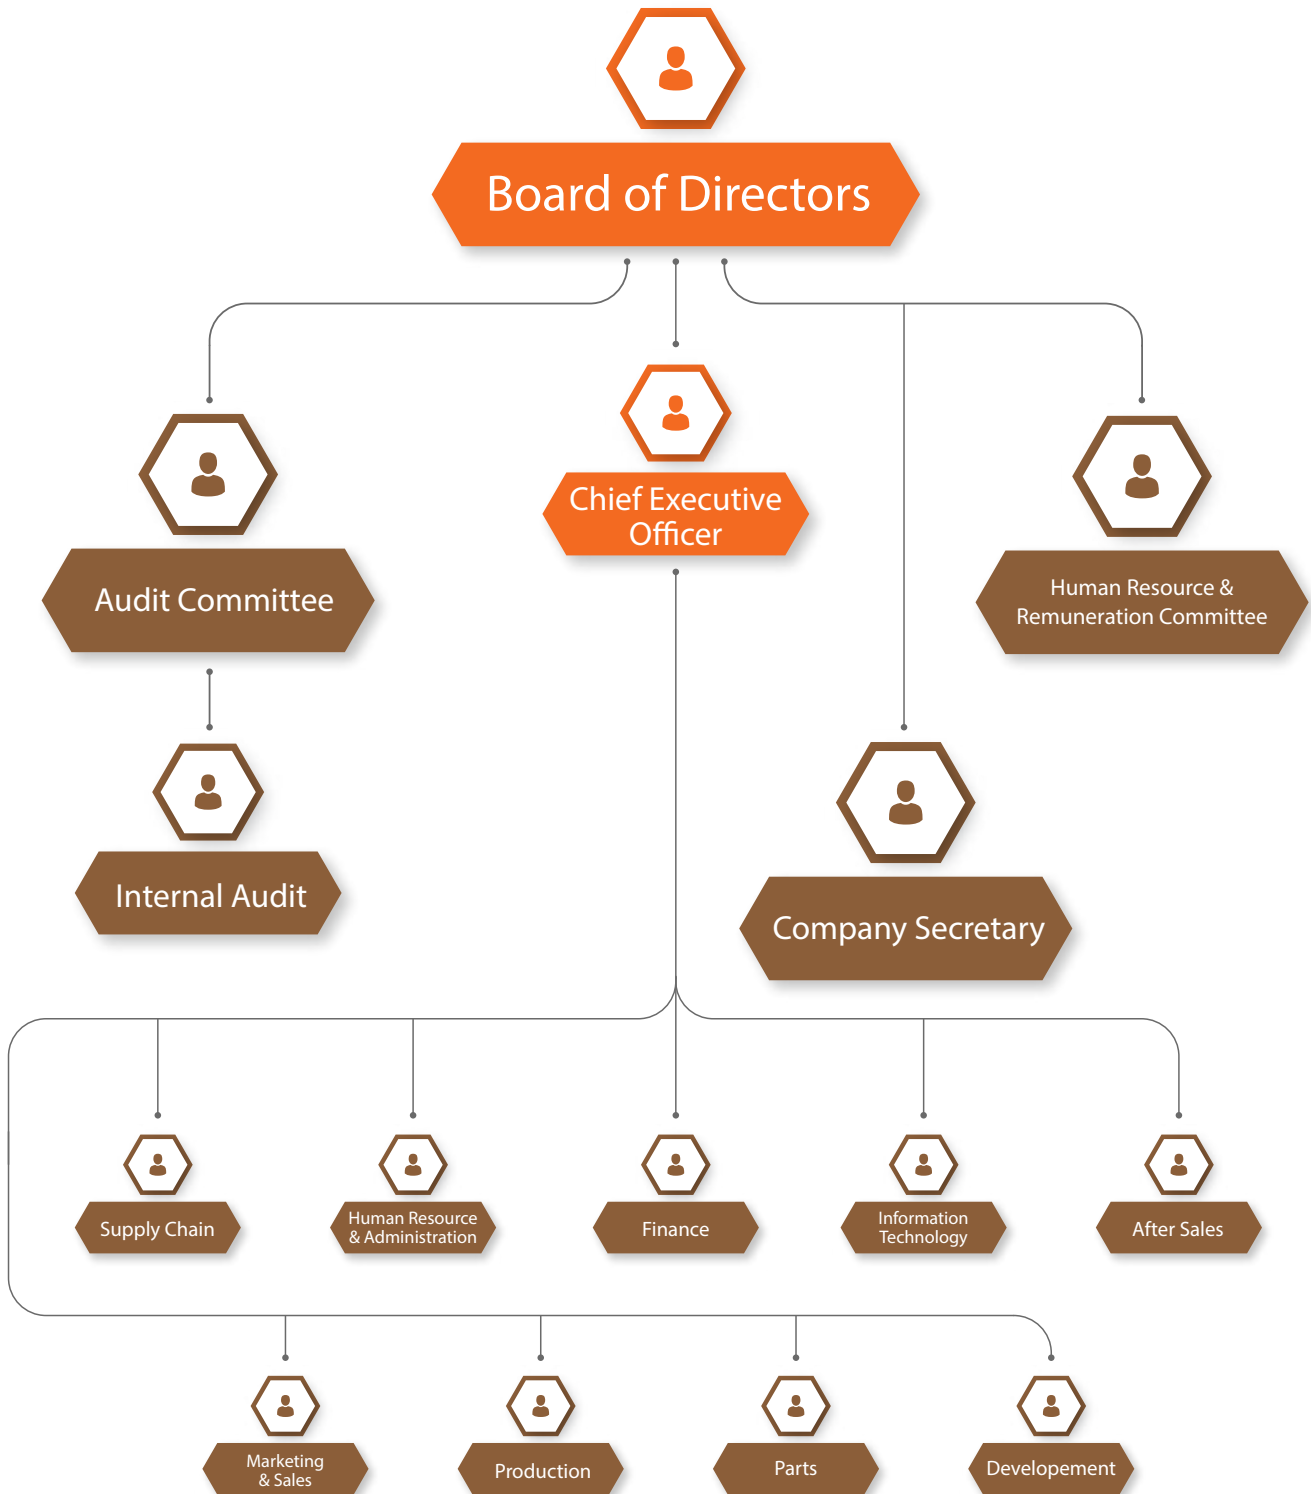 Board of Directors
Chief Executive
Officer
Audit Committee
Human Resource &
Remuneration Committee
Internal Audit
Company Secretary
Supply Chain
Human Resource
& Administration
Finance
Information
Technology
After Sales
Marketing
& Sales
Production
Parts
Developement